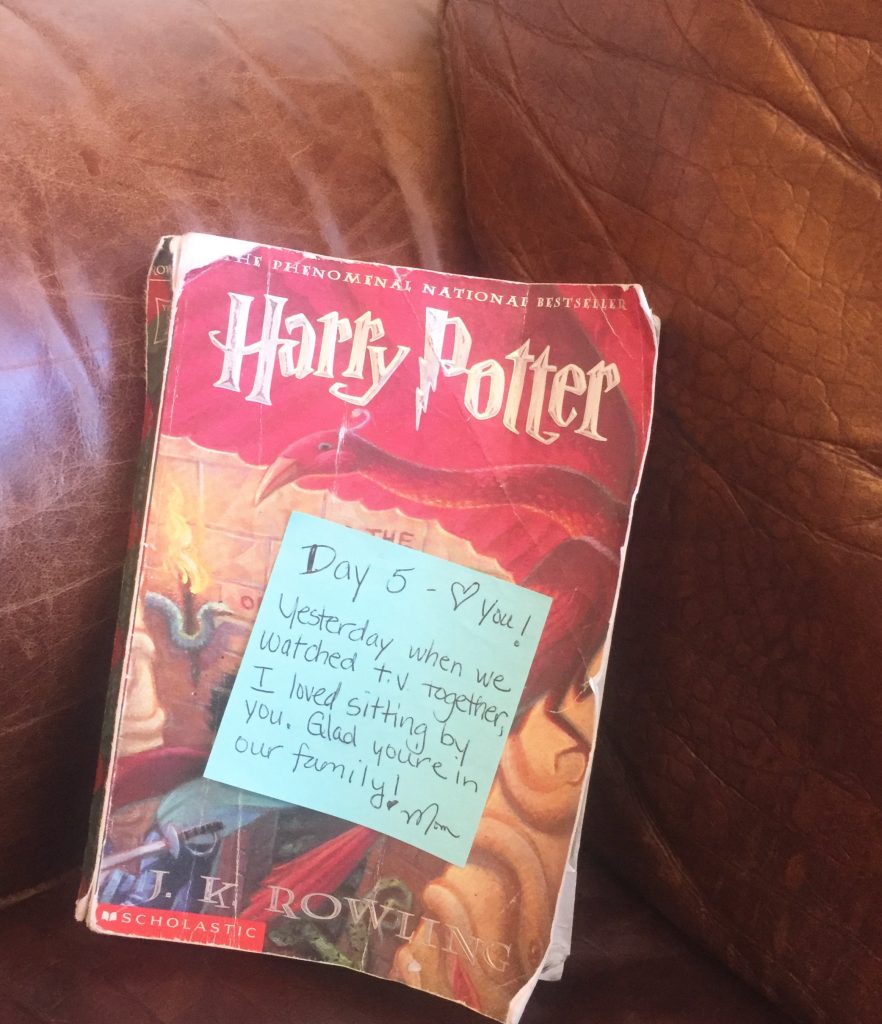 THE PHENOMENAL NATIONAL BESTSELLER
Harry Potter
THE
Day 5 - ♡ You!
Yesterday when we
watched t.v. together,
I loved sitting by
you. Glad you're in
our family!
♥ Mom
J. K. ROWLING
SCHOLASTIC